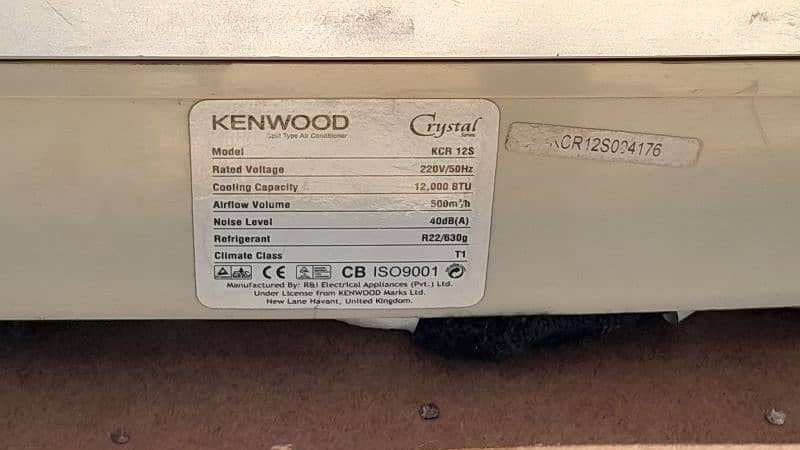 KENWOOD
Split Type Air Conditioner
Crystal
Series
KCR12S004176
Model KCR 12S
Rated Voltage 220V/50Hz
Cooling Capacity 12,000 BTU
Airflow Volume 500m³/h
Noise Level 40dB(A)
Refrigerant R22/630g
Climate Class T1
CE CB ISO9001
Manufactured By: R&I Electrical Appliances (Pvt.) Ltd.
Under License from KENWOOD Marks Ltd.
New Lane Havant, United Kingdom.